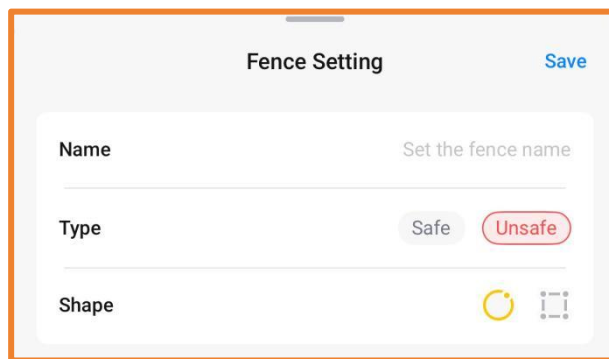 Fence Setting Save
Name Set the fence name
Type Safe Unsafe
Shape